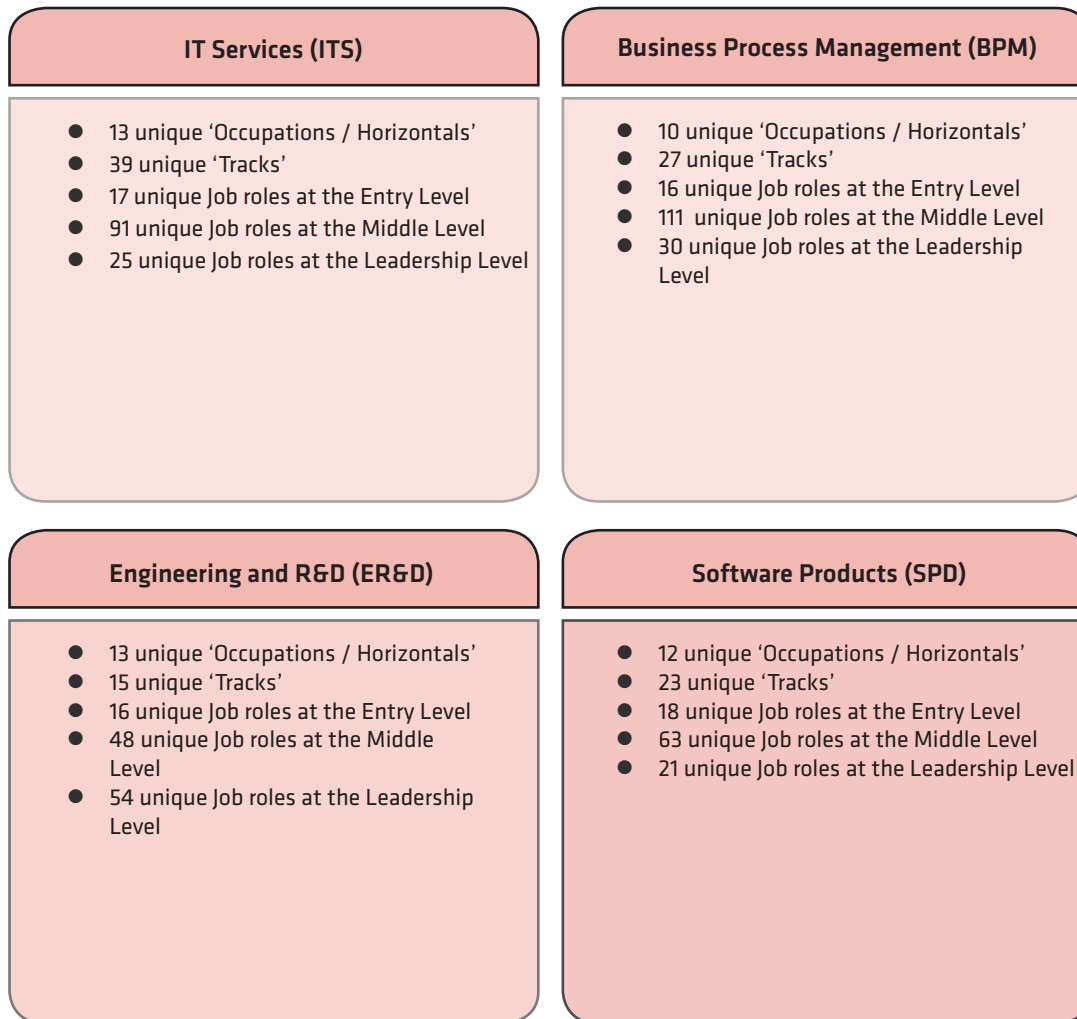 IT Services (ITS)
● 13 unique ‘Occupations / Horizontals’
● 39 unique ‘Tracks’
● 17 unique Job roles at the Entry Level
● 91 unique Job roles at the Middle Level
● 25 unique Job roles at the Leadership Level
Business Process Management (BPM)
● 10 unique ‘Occupations / Horizontals’
● 27 unique ‘Tracks’
● 16 unique Job roles at the Entry Level
● 111 unique Job roles at the Middle Level
● 30 unique Job roles at the Leadership
Level
Engineering and R&D (ER&D)
● 13 unique ‘Occupations / Horizontals’
● 15 unique ‘Tracks’
● 16 unique Job roles at the Entry Level
● 48 unique Job roles at the Middle
Level
● 54 unique Job roles at the Leadership
Level
Software Products (SPD)
● 12 unique ‘Occupations / Horizontals’
● 23 unique ‘Tracks’
● 18 unique Job roles at the Entry Level
● 63 unique Job roles at the Middle Level
● 21 unique Job roles at the Leadership Level